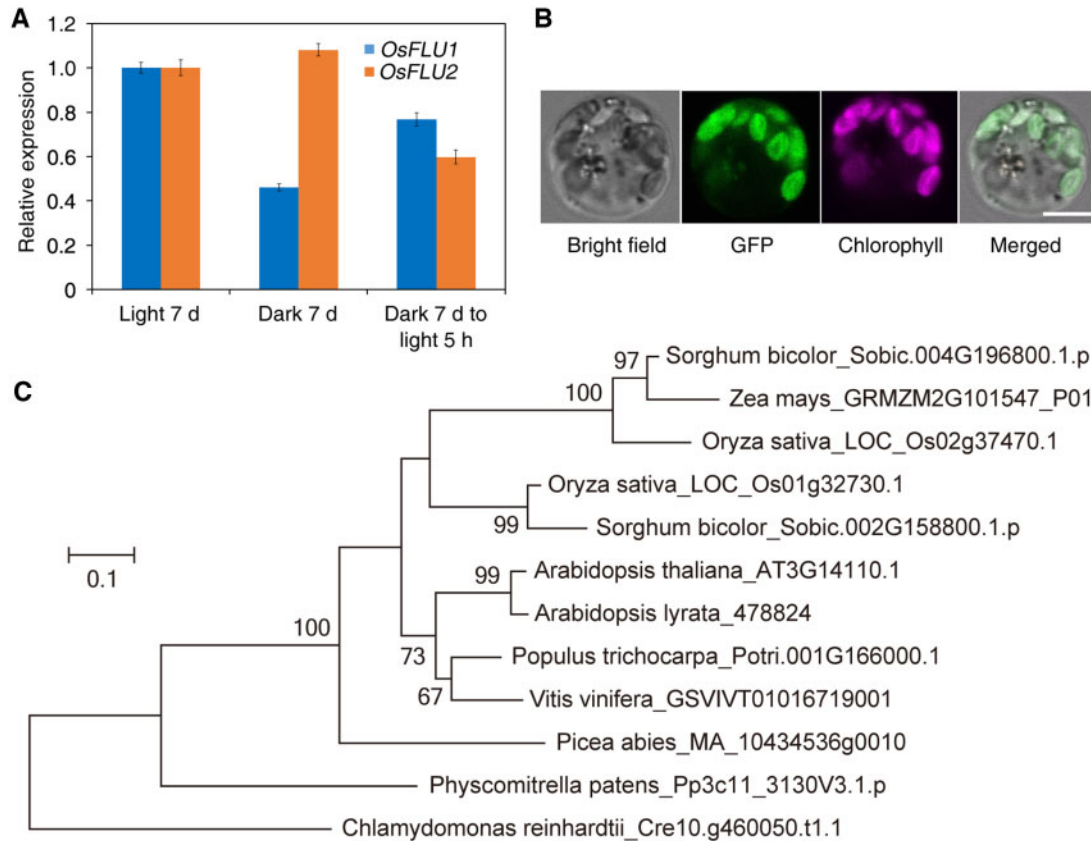 A
Relative expression
1.2
1.0
0.8
0.6
0.4
0.2
0
OsFLU1
OsFLU2
Light 7 d
Dark 7 d
Dark 7 d to
light 5 h
B
Bright field
GFP
Chlorophyll
Merged
C
0.1
97
100
99
99
100
73
67
Sorghum bicolor_Sobic.004G196800.1.p
Zea mays_GRMZM2G101547_P01
Oryza sativa_LOC_Os02g37470.1
Oryza sativa_LOC_Os01g32730.1
Sorghum bicolor_Sobic.002G158800.1.p
Arabidopsis thaliana_AT3G14110.1
Arabidopsis lyrata_478824
Populus trichocarpa_Potri.001G166000.1
Vitis vinifera_GSVIVT01016719001
Picea abies_MA_10434536g0010
Physcomitrella patens_Pp3c11_3130V3.1.p
Chlamydomonas reinhardtii_Cre10.g460050.t1.1